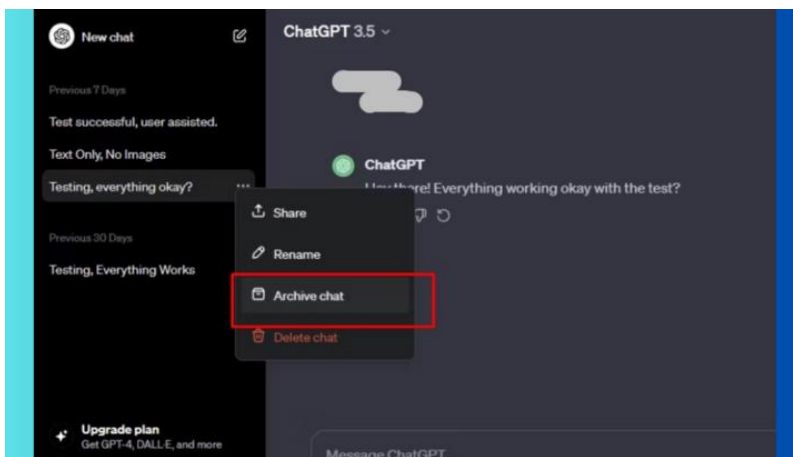 New chat
ChatGPT 3.5
Previous 7 Days
Test successful, user assisted.
Text Only, No Images
Testing, everything okay?
Previous 30 Days
Testing, Everything Works
Upgrade plan
Get GPT-4, DALL·E, and more
ChatGPT
Hey there! Everything working okay with the test?
Share
Rename
Archive chat
Delete chat
Message ChatGPT